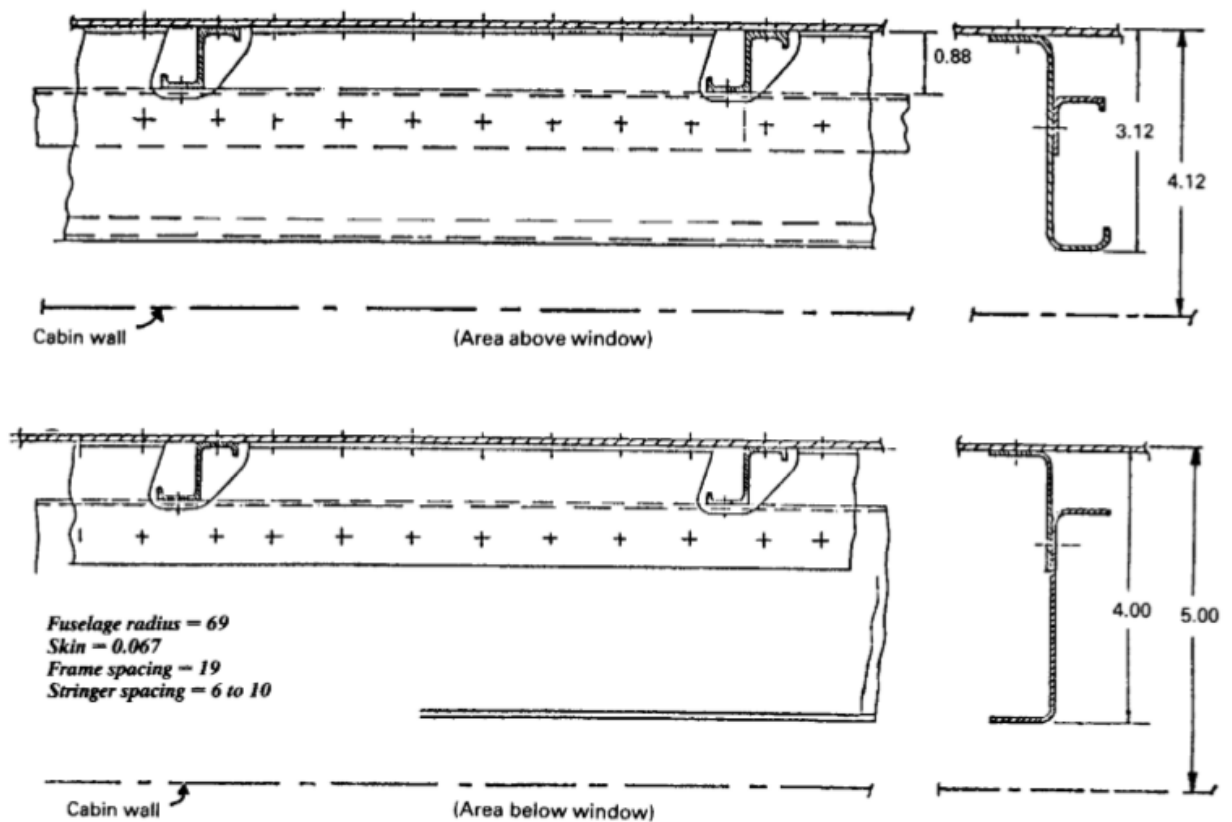 0.88
3.12
4.12
Cabin wall
(Area above window)
Fuselage radius = 69
Skin = 0.067
Frame spacing = 19
Stringer spacing = 6 to 10
4.00
5.00
Cabin wall
(Area below window)